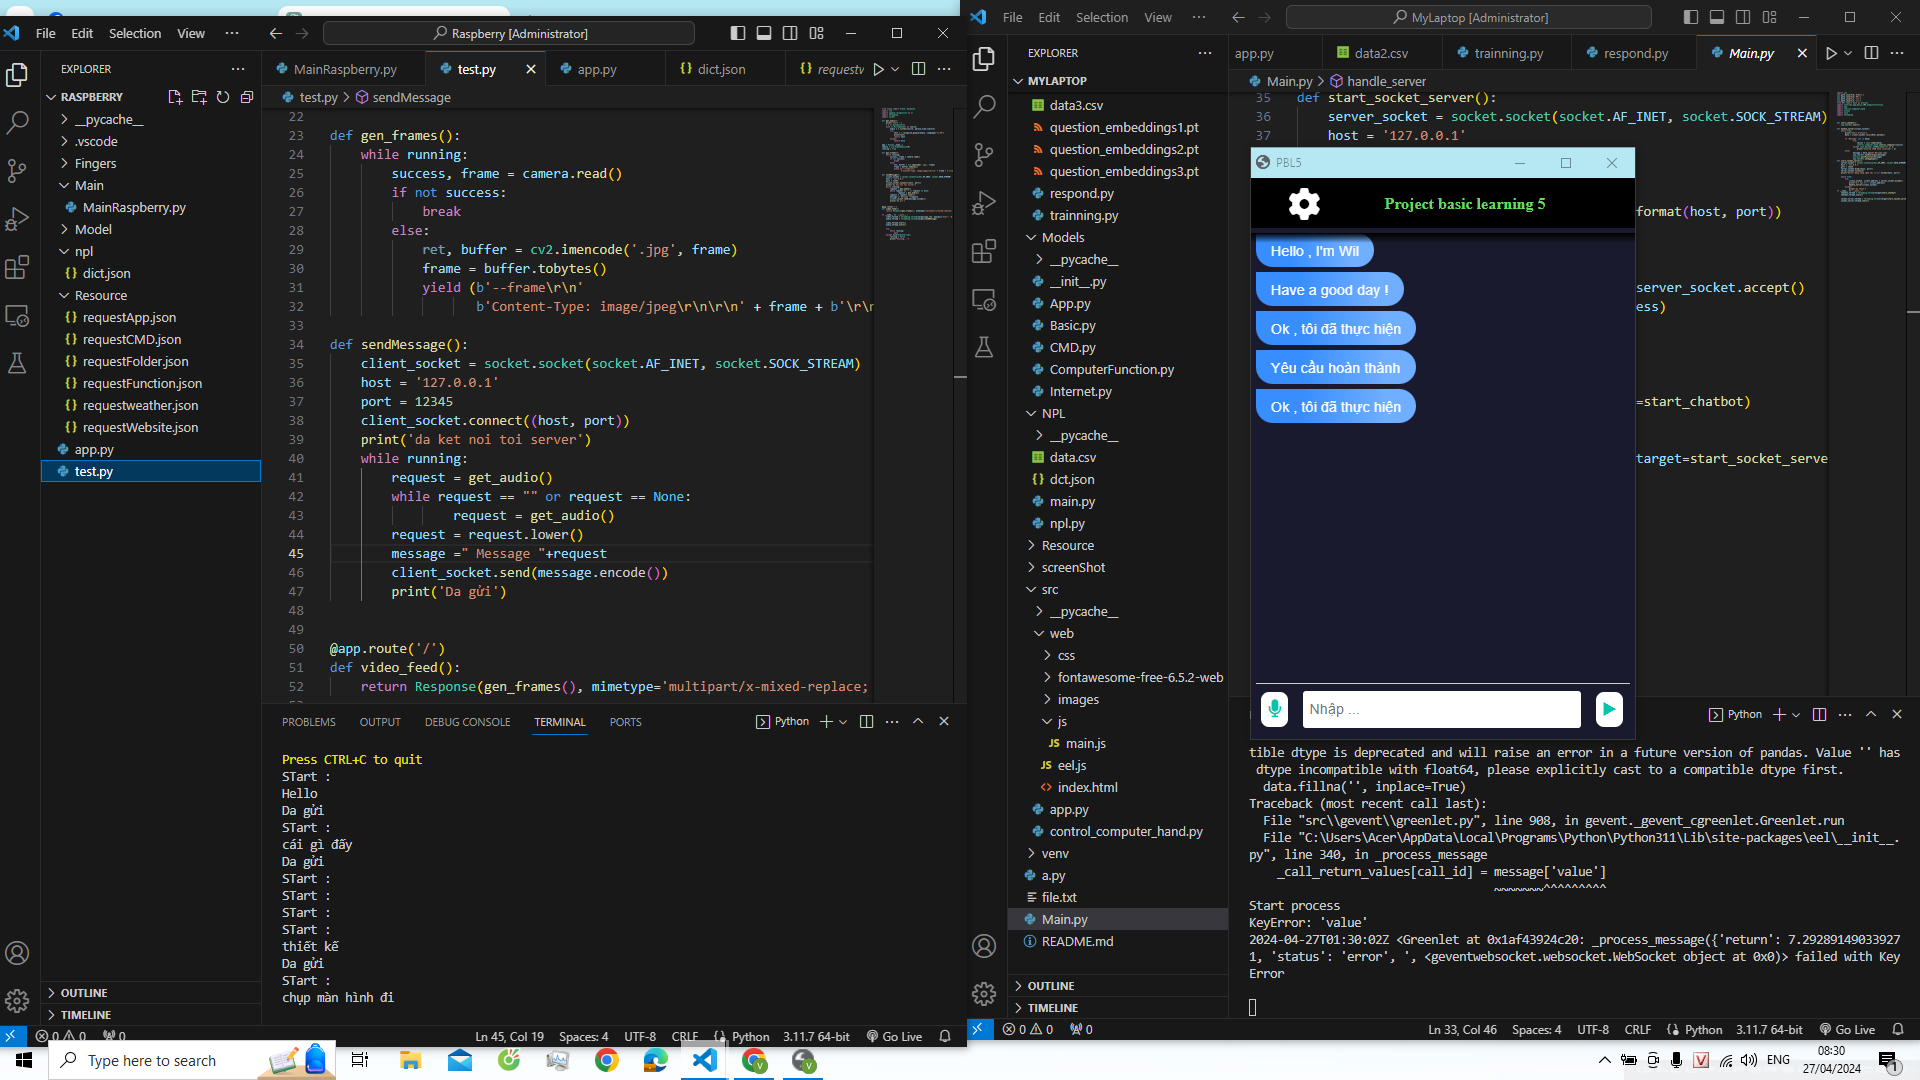 File Edit Selection View ···
Raspberry [Administrator]
EXPLORER
RASPBERRY
__pycache__
.vscode
Fingers
Main
MainRaspberry.py
Model
npl
dict.json
Resource
requestApp.json
requestCMD.json
requestFolder.json
requestFunction.json
requestweather.json
requestWebsite.json
app.py
test.py
OUTLINE
TIMELINE
MainRaspberry.py
test.py
app.py
dict.json
requestw
test.py > sendMessage
22
23 def gen_frames():
24 while running:
25 success, frame = camera.read()
26 if not success:
27 break
28 else:
29 ret, buffer = cv2.imencode('.jpg', frame)
30 frame = buffer.tobytes()
31 yield (b'--frame\r\n'
32 b'Content-Type: image/jpeg\r\n\r\n' + frame + b'\r\n
33
34 def sendMessage():
35 client_socket = socket.socket(socket.AF_INET, socket.SOCK_STREAM)
36 host = '127.0.0.1'
37 port = 12345
38 client_socket.connect((host, port))
39 print('da ket noi toi server')
40 while running:
41 request = get_audio()
42 while request == "" or request == None:
43 request = get_audio()
44 request = request.lower()
45 message =" Message "+request
46 client_socket.send(message.encode())
47 print('Da gửi')
48
49
50 @app.route('/')
51 def video_feed():
52 return Response(gen_frames(), mimetype='multipart/x-mixed-replace;
PROBLEMS OUTPUT DEBUG CONSOLE TERMINAL PORTS
Python
Press CTRL+C to quit
STart :
Hello
Da gửi
STart :
cái gì đấy
Da gửi
STart :
STart :
STart :
STart :
thiết kế
Da gửi
STart :
chụp màn hình đi
0 0 0
Ln 45, Col 19 Spaces: 4 UTF-8 CRLF Python 3.11.7 64-bit Go Live
File Edit Selection View ···
MyLaptop [Administrator]
EXPLORER
MYLAPTOP
data3.csv
question_embeddings1.pt
question_embeddings2.pt
question_embeddings3.pt
respond.py
trainning.py
Models
__pycache__
__init__.py
App.py
Basic.py
CMD.py
ComputerFunction.py
Internet.py
NPL
__pycache__
data.csv
dct.json
main.py
npl.py
Resource
screenShot
src
__pycache__
web
css
fontawesome-free-6.5.2-web
images
js
main.js
eel.js
index.html
app.py
control_computer_hand.py
venv
a.py
file.txt
Main.py
README.md
OUTLINE
TIMELINE
app.py
data2.csv
trainning.py
respond.py
Main.py
Main.py > handle_server
35 def start_socket_server():
36 server_socket = socket.socket(socket.AF_INET, socket.SOCK_STREAM)
37 host = '127.0.0.1'
format(host, port))
server_socket.accept()
ess)
=start_chatbot)
target=start_socket_serve
PBL5
Project basic learning 5
Hello , I'm Wil
Have a good day !
Ok , tôi đã thực hiện
Yêu cầu hoàn thành
Ok , tôi đã thực hiện
Nhập ...
Python
tible dtype is deprecated and will raise an error in a future version of pandas. Value '' has
dtype incompatible with float64, please explicitly cast to a compatible dtype first.
data.fillna('', inplace=True)
Traceback (most recent call last):
File "src\\gevent\\greenlet.py", line 908, in gevent._gevent_cgreenlet.Greenlet.run
File "C:\Users\Acer\AppData\Local\Programs\Python\Python311\Lib\site-packages\eel\__init__.
py", line 340, in _process_message
_call_return_values[call_id] = message['value']
~~~~~~~^^^^^^^^^
Start process
KeyError: 'value'
2024-04-27T01:30:02Z <Greenlet at 0x1af43924c20: _process_message({'return': 7.29289149033927
1, 'status': 'error', ', <geventwebsocket.websocket.WebSocket object at 0x0)> failed with Key
Error
0 0 0
Ln 33, Col 46 Spaces: 4 UTF-8 CRLF Python 3.11.7 64-bit Go Live
Type here to search
ENG
08:30
27/04/2024
1